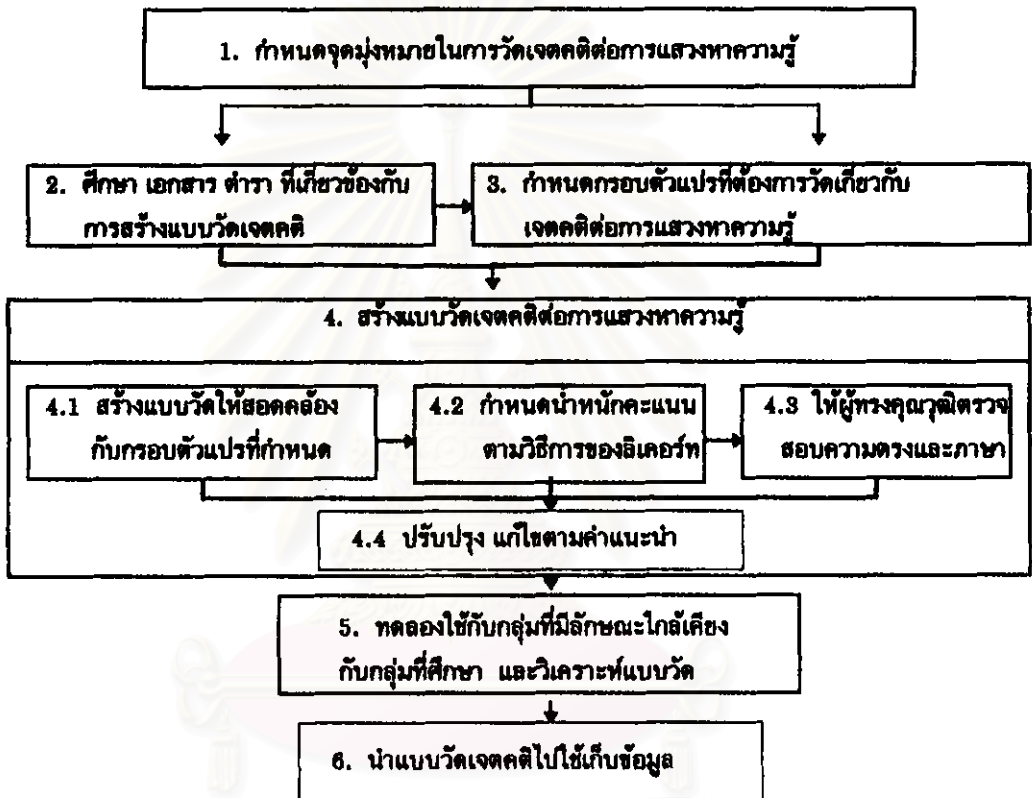 1. กำหนดจุดมุ่งหมายในการวัดเจตคติต่อการแสวงหาความรู้
2. ศึกษา เอกสาร ตำรา ที่เกี่ยวข้องกับ
การสร้างแบบวัดเจตคติ
3. กำหนดกรอบตัวแปรที่ต้องการวัดเกี่ยวกับ
เจตคติต่อการแสวงหาความรู้
4. สร้างแบบวัดเจตคติต่อการแสวงหาความรู้
4.1 สร้างแบบวัดให้สอดคล้อง
กับกรอบตัวแปรที่กำหนด
4.2 กำหนดน้ำหนักคะแนน
ตามวิธีการของลิเคอร์ท
4.3 ให้ผู้ทรงคุณวุฒิตรวจ
สอบความตรงและภาษา
4.4 ปรับปรุง แก้ไขตามคำแนะนำ
5. ทดลองใช้กับกลุ่มที่มีลักษณะใกล้เคียง
กับกลุ่มที่ศึกษา และวิเคราะห์แบบวัด
6. นำแบบวัดเจตคติไปใช้เก็บข้อมูล